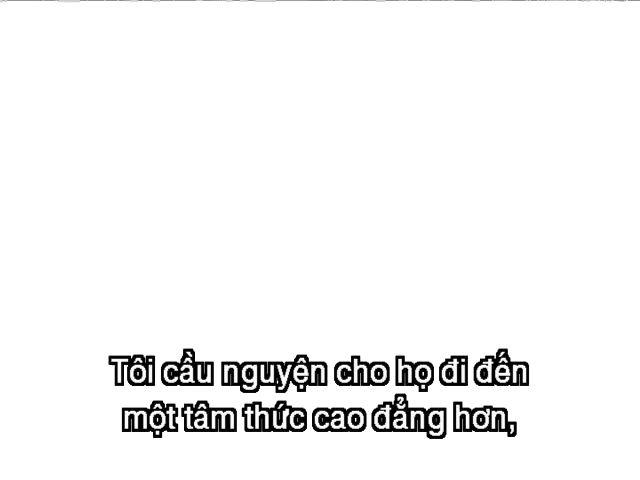 Tôi cầu nguyện cho họ đi đến
một tâm thức cao đẳng hơn,